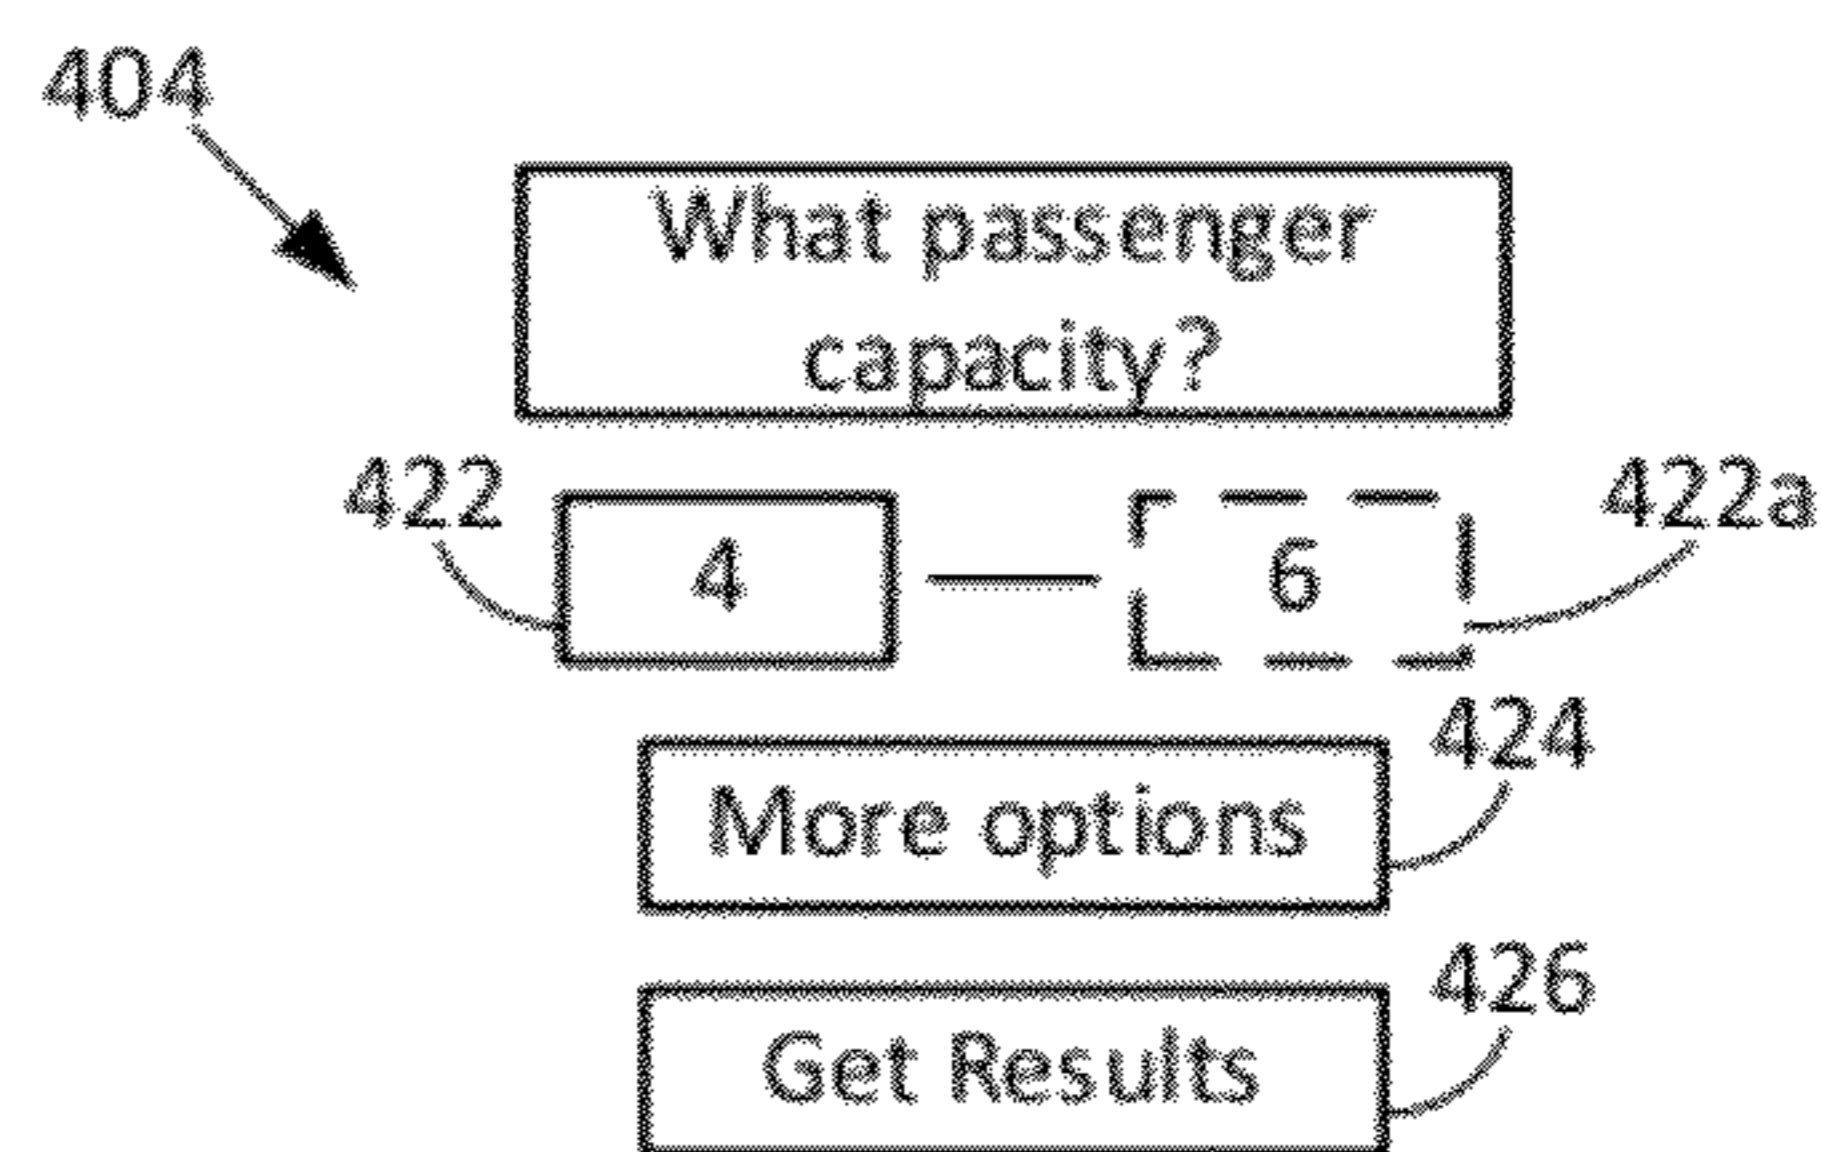 404
What passenger
capacity?
422 4 6 422a
More options 424
Get Results 426